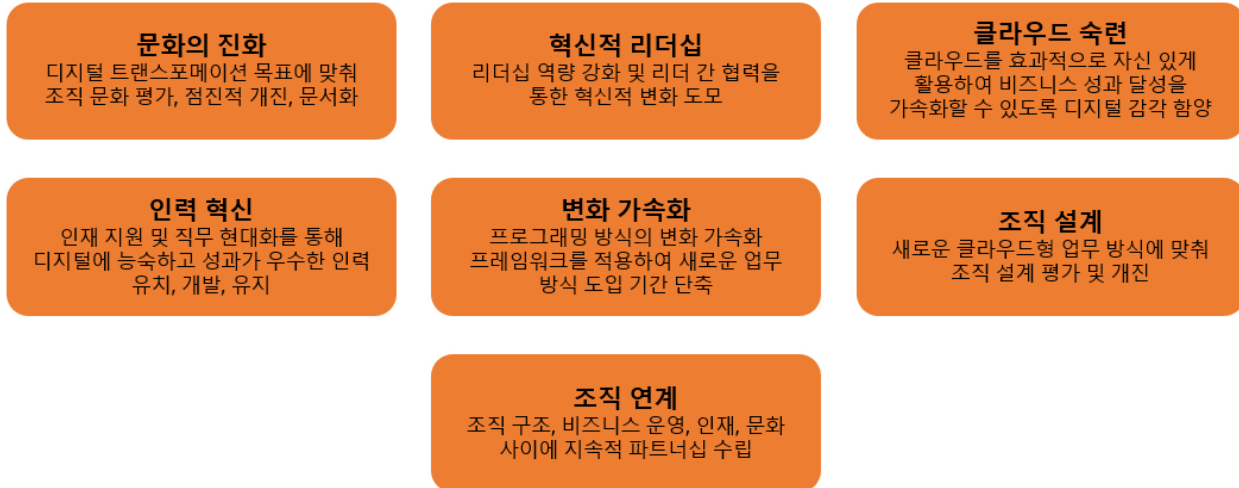 문화의 진화
디지털 트랜스포메이션 목표에 맞춰
조직 문화 평가, 점진적 개진, 문서화
혁신적 리더십
리더십 역량 강화 및 리더 간 협력을
통한 혁신적 변화 도모
클라우드 숙련
클라우드를 효과적으로 자신 있게
활용하여 비즈니스 성과 달성을
가속화할 수 있도록 디지털 감각 함양
인력 혁신
인재 지원 및 직무 현대화를 통해
디지털에 능숙하고 성과가 우수한 인력
유치, 개발, 유지
변화 가속화
프로그래밍 방식의 변화 가속화
프레임워크를 적용하여 새로운 업무
방식 도입 기간 단축
조직 설계
새로운 클라우드형 업무 방식에 맞춰
조직 설계 평가 및 개진
조직 연계
조직 구조, 비즈니스 운영, 인재, 문화
사이에 지속적 파트너십 수립